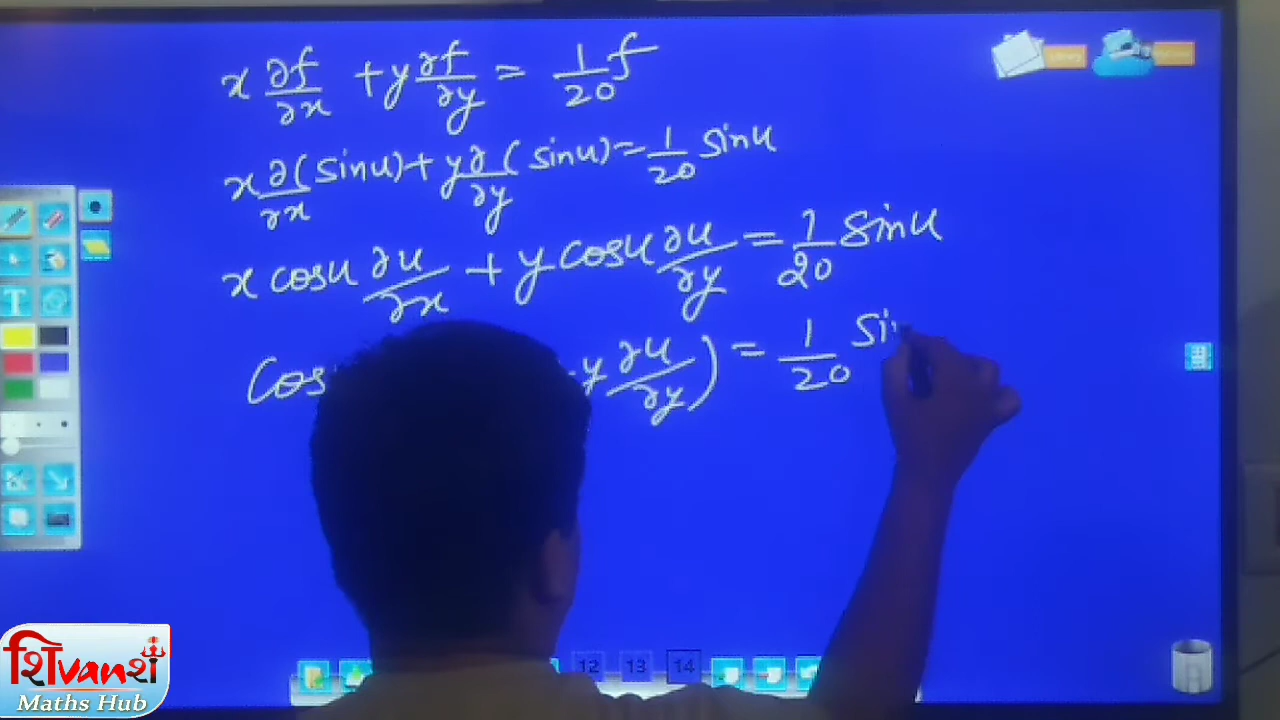 x ∂f/∂x + y ∂f/∂y = 1/20 f
x ∂/∂x (sinu) + y ∂/∂y (sinu) = 1/20 sinu
x cosu ∂u/∂x + y cosu ∂u/∂y = 1/20 sinu
cos y ∂u/∂y) = 1/20 si
12 13 14
शिvanशं
Maths Hub